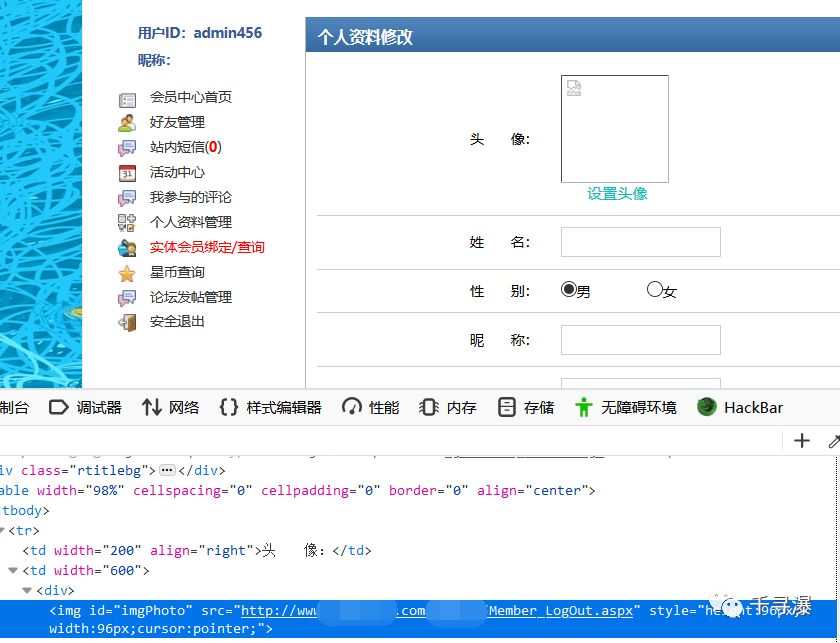 用户ID: admin456
昵称:
会员中心首页
好友管理
站内短信(0)
活动中心
我参与的评论
个人资料管理
实体会员绑定/查询
星币查询
论坛发帖管理
安全退出
个人资料修改
头 像:
设置头像
姓 名:
性 别: 男 女
昵 称:
制台 调试器 网络 {} 样式编辑器 性能 内存 存储 无障碍环境 HackBar
iv class="rtitlebg">···</div>
able width="98%" cellspacing="0" cellpadding="0" border="0" align="center">
tbody>
<tr>
<td width="200" align="right">头 像: </td>
<td width="600">
<div>
<img id="imgPhoto" src="http://www .com /Member_LogOut.aspx" style="height:96px;
width:96px;cursor:pointer;">
千寻瀑